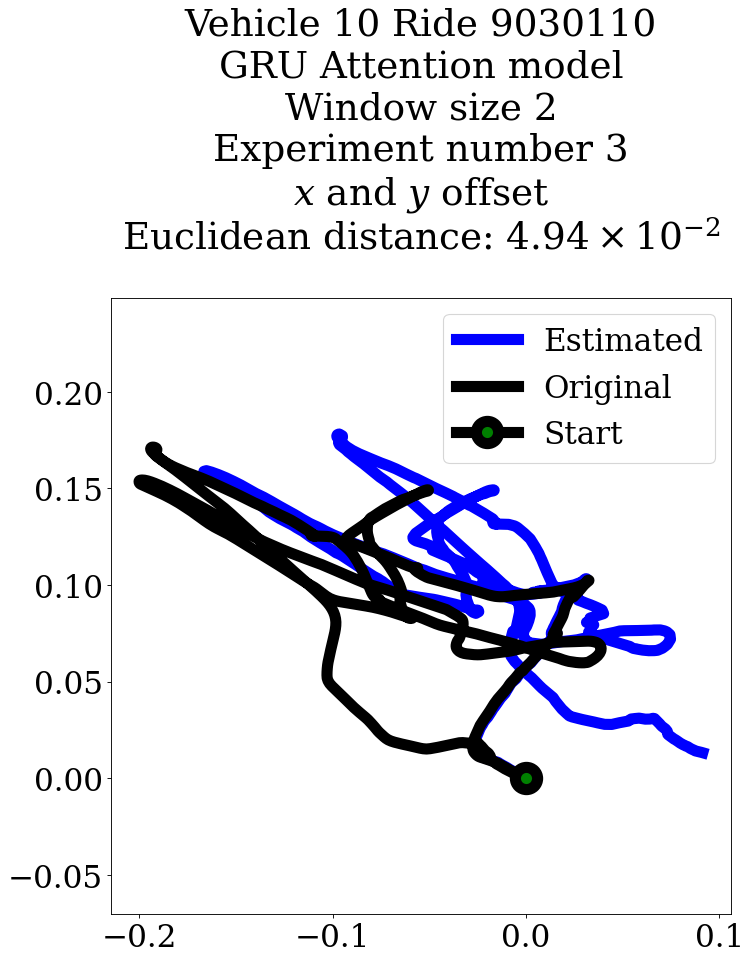 Vehicle 10 Ride 9030110
GRU Attention model
Window size 2
Experiment number 3
x and y offset
Euclidean distance: 4.94 × 10⁻²
Estimated
Original
Start
0.20
0.15
0.10
0.05
0.00
−0.05
−0.2
−0.1
0.0
0.1